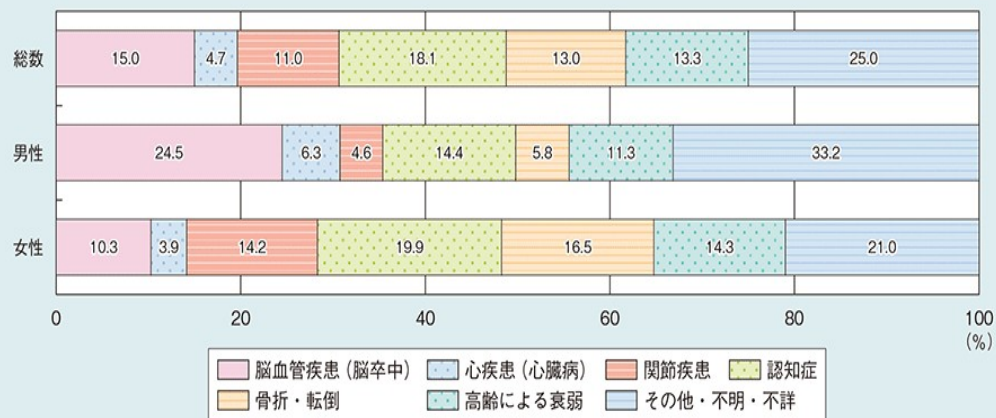 総数 15.0 4.7 11.0 18.1 13.0 13.3 25.0
男性 24.5 6.3 4.6 14.4 5.8 11.3 33.2
女性 10.3 3.9 14.2 19.9 16.5 14.3 21.0
0 20 40 60 80 100
(%)
脳血管疾患(脳卒中) 心疾患(心臓病) 関節疾患 認知症
骨折・転倒 高齢による衰弱 その他・不明・不詳